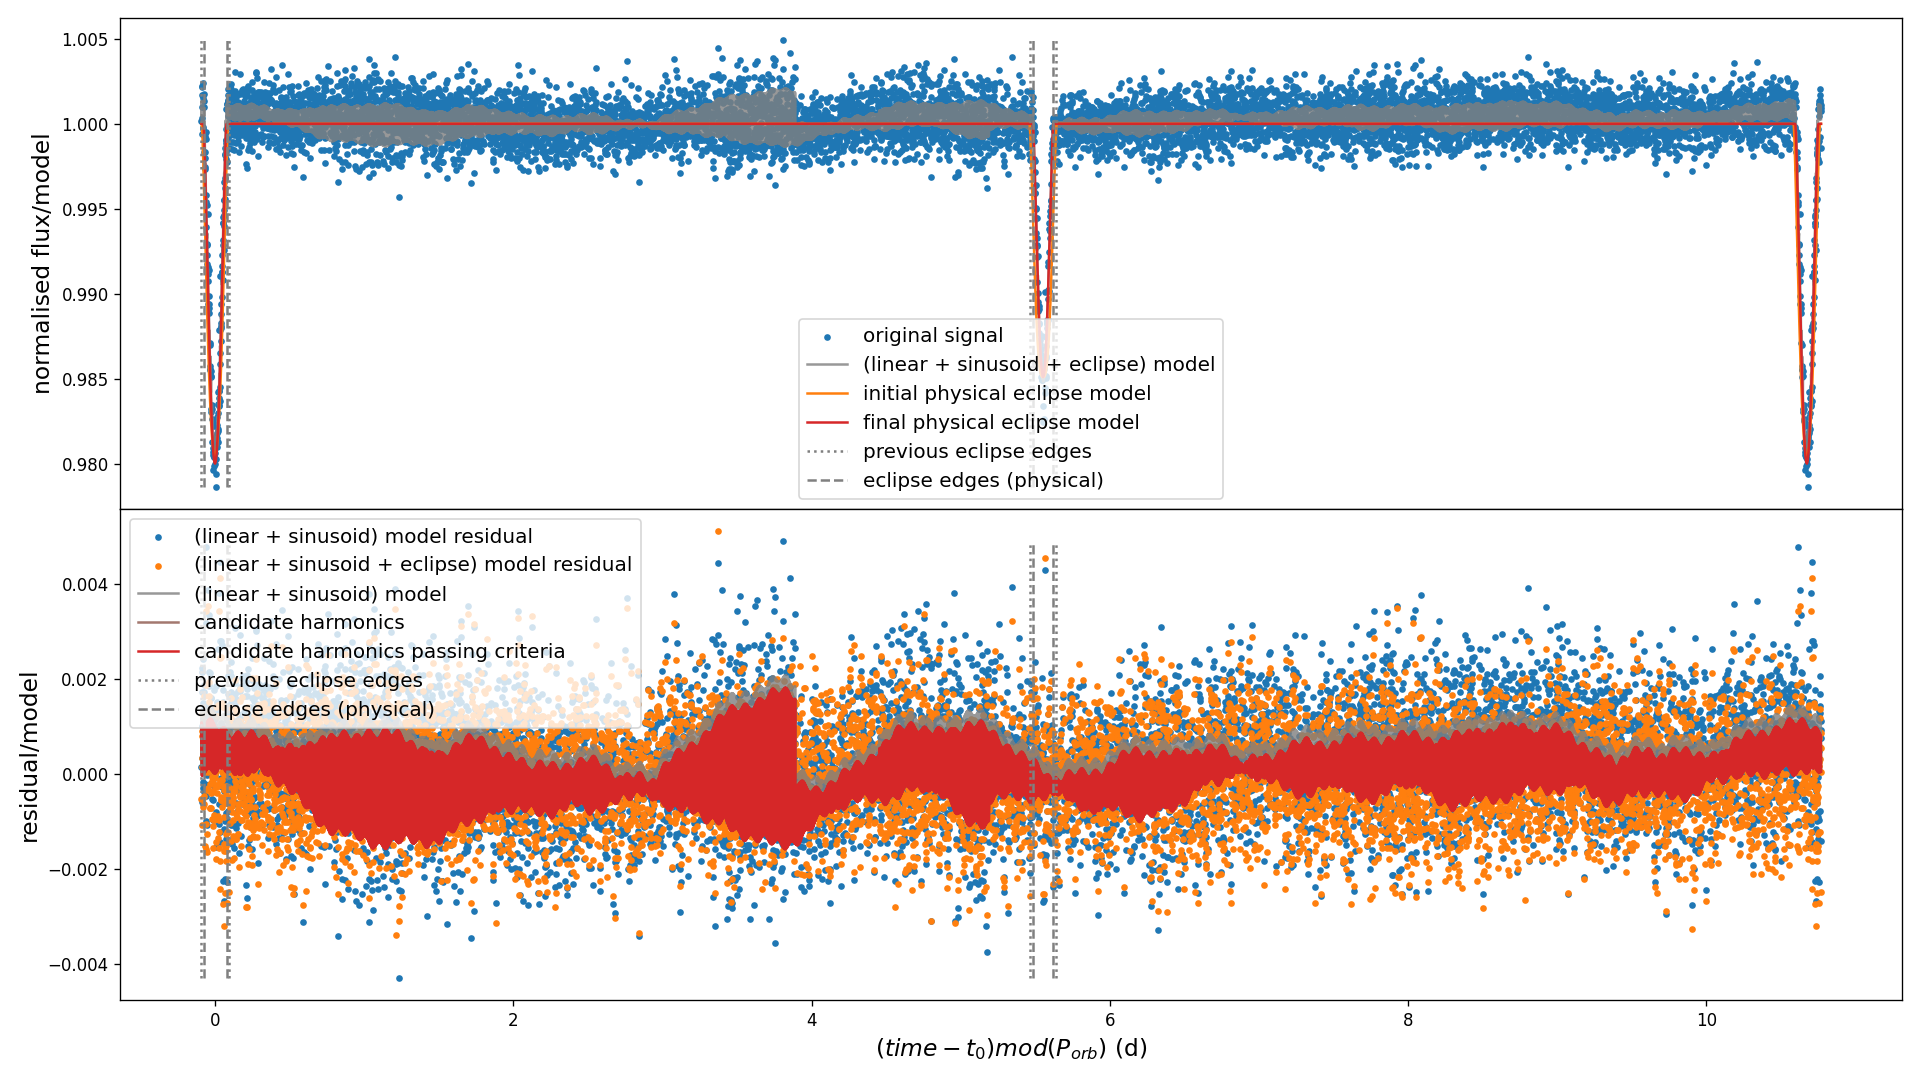 1.005
1.000
0.995
0.990
0.985
0.980
normalised flux/model
original signal
(linear + sinusoid + eclipse) model
initial physical eclipse model
final physical eclipse model
previous eclipse edges
eclipse edges (physical)
(linear + sinusoid) model residual
(linear + sinusoid + eclipse) model residual
(linear + sinusoid) model
candidate harmonics
candidate harmonics passing criteria
previous eclipse edges
eclipse edges (physical)
0.004
0.002
0.000
−0.002
−0.004
residual/model
0 2 4 6 8 10
(time − t₀)mod(P_orb) (d)